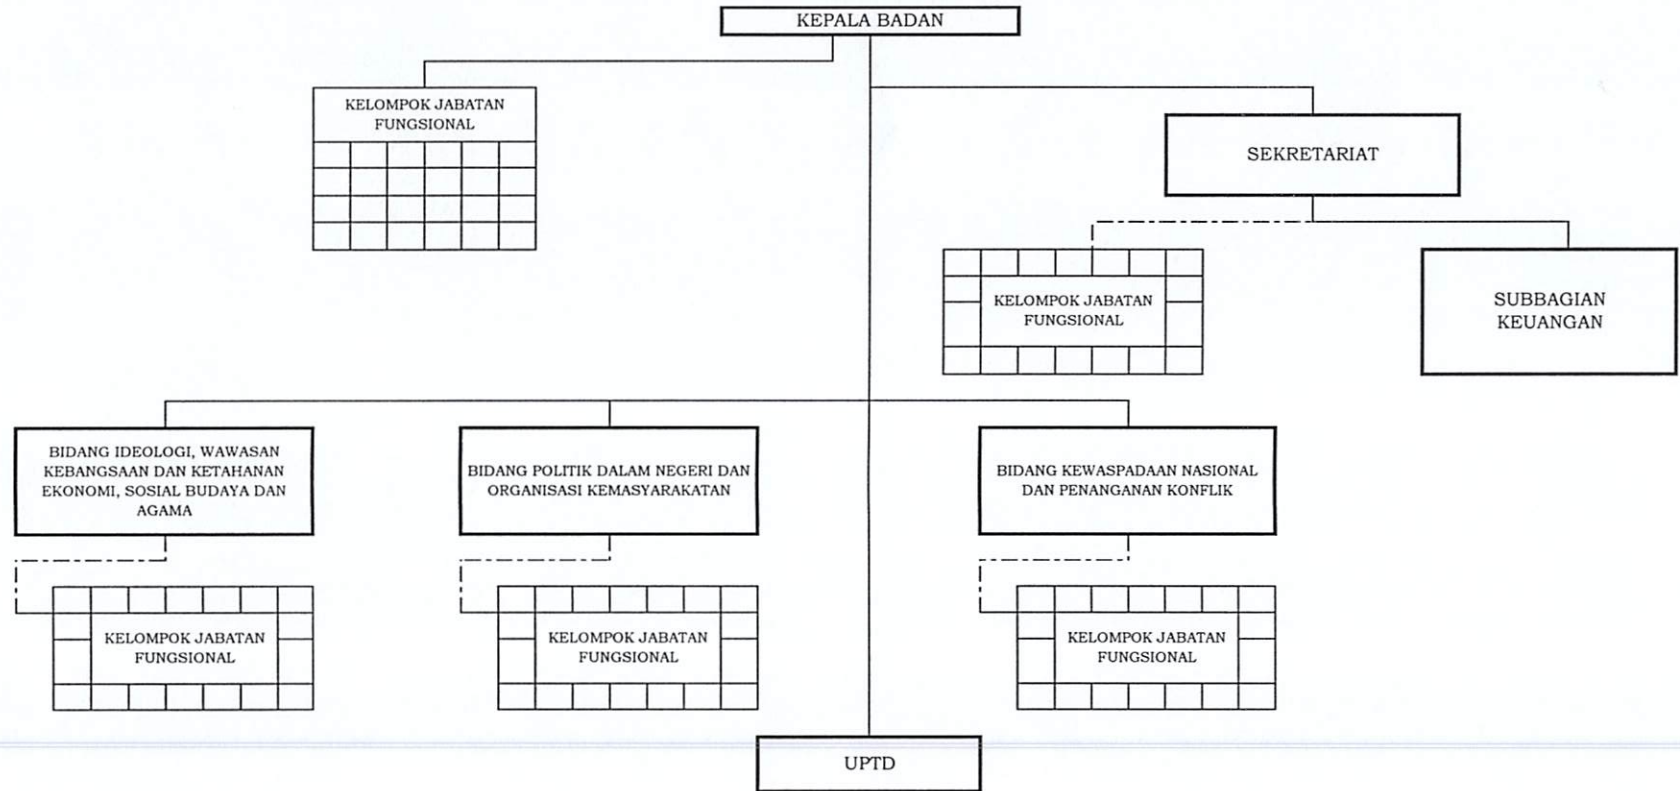 KEPALA BADAN
KELOMPOK JABATAN
FUNGSIONAL
SEKRETARIAT
KELOMPOK JABATAN
FUNGSIONAL
SUBBAGIAN
KEUANGAN
BIDANG IDEOLOGI, WAWASAN
KEBANGSAAN DAN KETAHANAN
EKONOMI, SOSIAL BUDAYA DAN
AGAMA
BIDANG POLITIK DALAM NEGERI DAN
ORGANISASI KEMASYARAKATAN
BIDANG KEWASPADAAN NASIONAL
DAN PENANGANAN KONFLIK
KELOMPOK JABATAN
FUNGSIONAL
KELOMPOK JABATAN
FUNGSIONAL
KELOMPOK JABATAN
FUNGSIONAL
UPTD